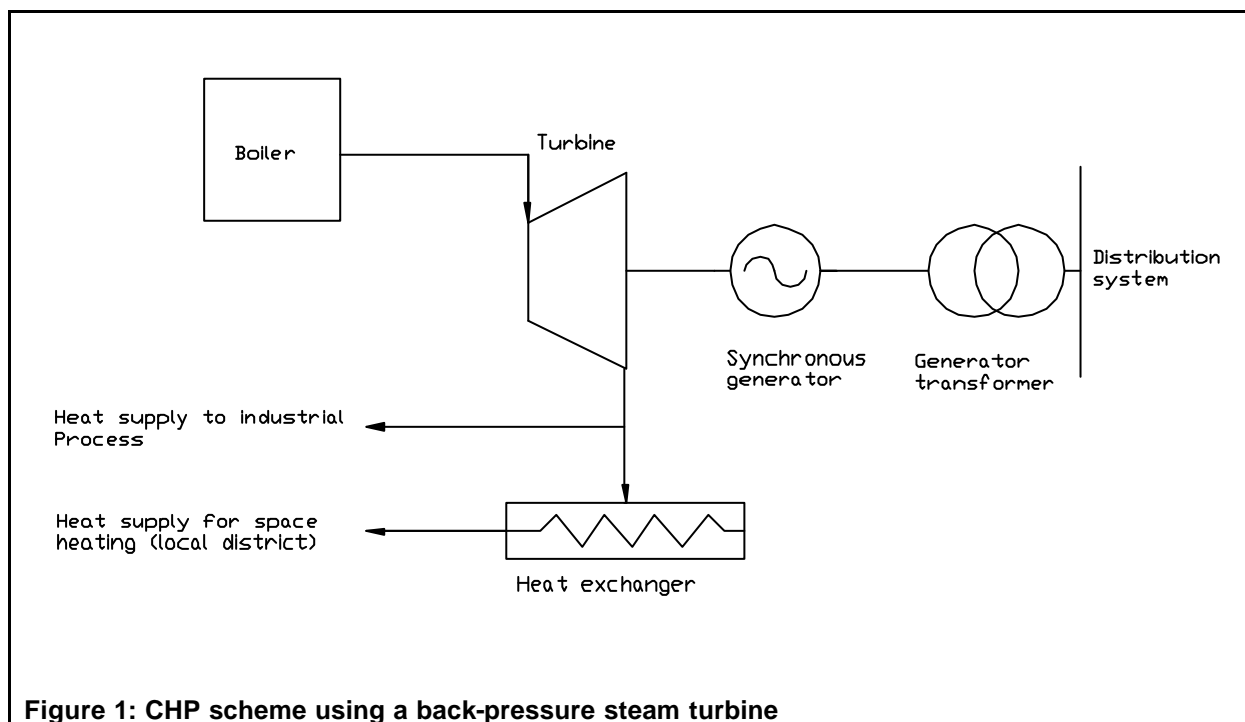 Boiler
Turbine
Distribution
system
Synchronous
generator
Generator
transformer
Heat supply to industrial
Process
Heat supply for space
heating (local district)
Heat exchanger
Figure 1: CHP scheme using a back-pressure steam turbine